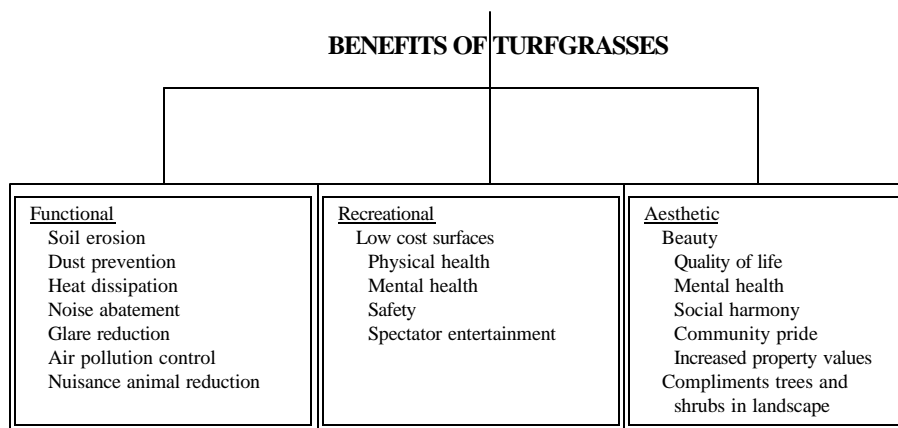 BENEFITS OF TURFGRASSES
Functional
Soil erosion
Dust prevention
Heat dissipation
Noise abatement
Glare reduction
Air pollution control
Nuisance animal reduction
Recreational
Low cost surfaces
Physical health
Mental health
Safety
Spectator entertainment
Aesthetic
Beauty
Quality of life
Mental health
Social harmony
Community pride
Increased property values
Compliments trees and
shrubs in landscape